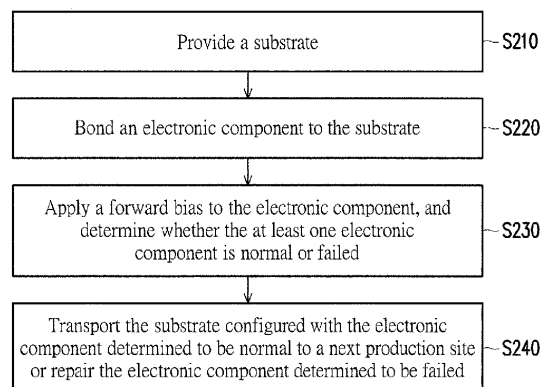 Provide a substrate
S210
Bond an electronic component to the substrate
S220
Apply a forward bias to the electronic component, and
determine whether the at least one electronic
component is normal or failed
S230
Transport the substrate configured with the electronic
component determined to be normal to a next production site
or repair the electronic component determined to be failed
S240